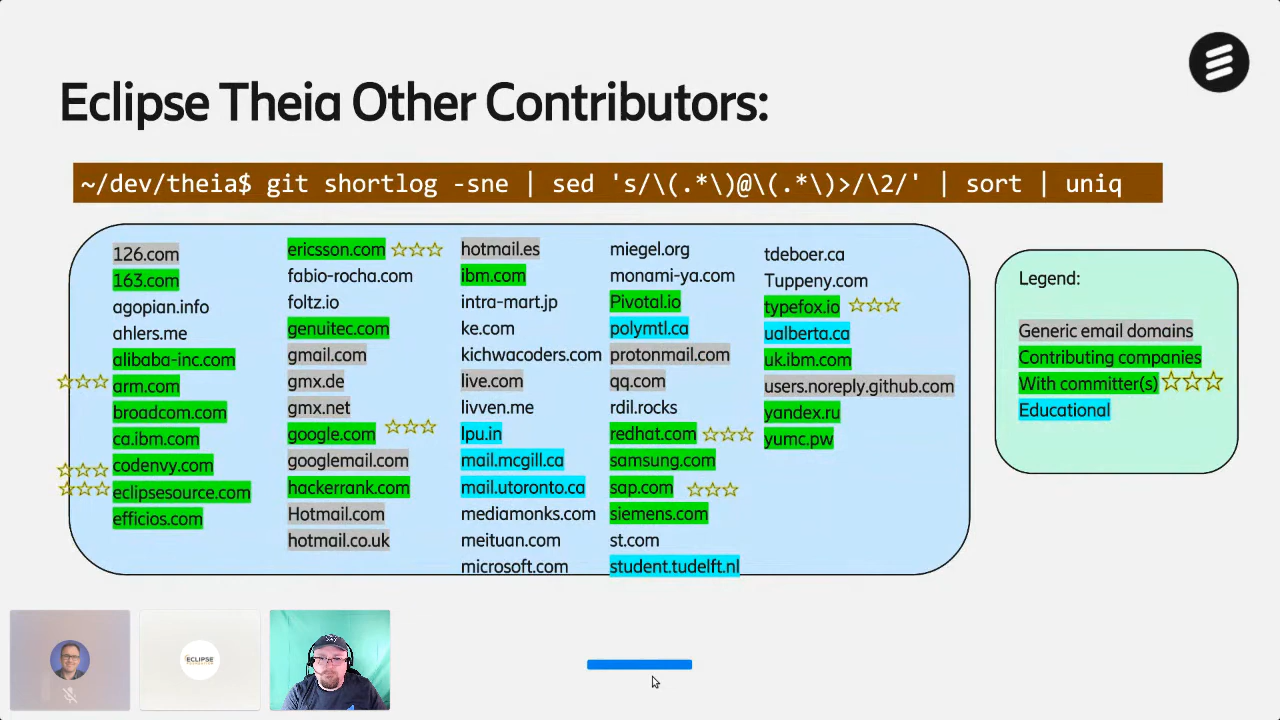 Eclipse Theia Other Contributors:
~/dev/theia$ git shortlog -sne | sed 's/\(.*\)@\(.*\)>/\2/' | sort | uniq
126.com
163.com
agopian.info
ahlers.me
alibaba-inc.com
arm.com
broadcom.com
ca.ibm.com
codenvy.com
eclipsesource.com
efficios.com
ericsson.com
fabio-rocha.com
foltz.io
genuitec.com
gmail.com
gmx.de
gmx.net
google.com
googlemail.com
hackerrank.com
Hotmail.com
hotmail.co.uk
hotmail.es
ibm.com
intra-mart.jp
ke.com
kichwacoders.com
live.com
livven.me
lpu.in
mail.mcgill.ca
mail.utoronto.ca
mediamonks.com
meituan.com
microsoft.com
miegel.org
monami-ya.com
Pivotal.io
polymtl.ca
protonmail.com
qq.com
rdil.rocks
redhat.com
samsung.com
sap.com
siemens.com
st.com
student.tudelft.nl
tdeboer.ca
Tuppeny.com
typefox.io
ualberta.ca
uk.ibm.com
users.noreply.github.com
yandex.ru
yumc.pw
Legend:
Generic email domains
Contributing companies
With committer(s)
Educational
ECLIPSE